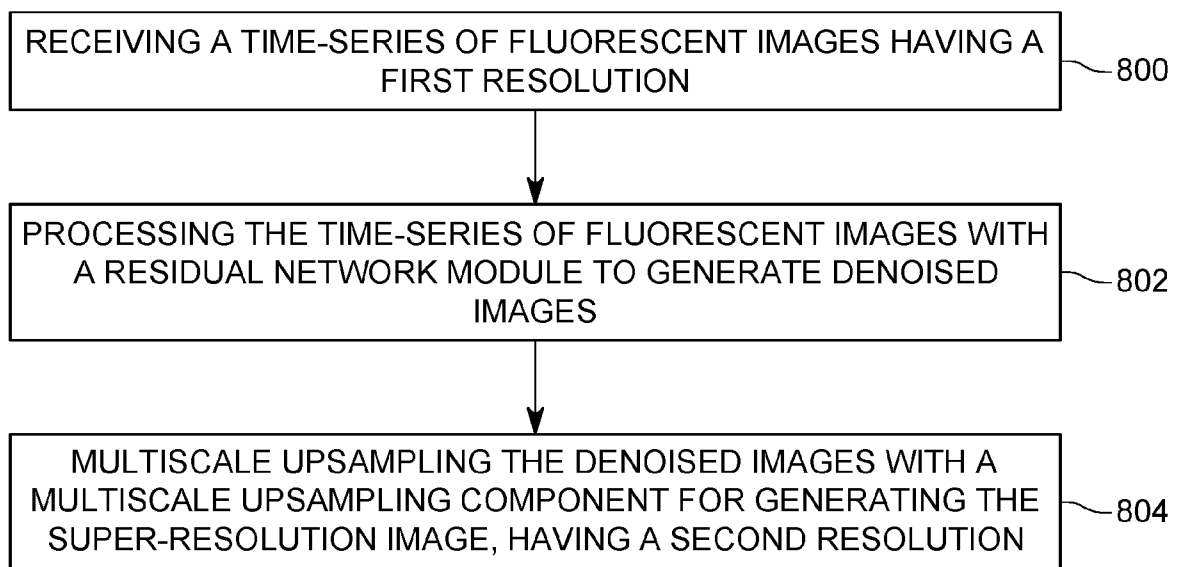 RECEIVING A TIME-SERIES OF FLUORESCENT IMAGES HAVING A
FIRST RESOLUTION
800
PROCESSING THE TIME-SERIES OF FLUORESCENT IMAGES WITH
A RESIDUAL NETWORK MODULE TO GENERATE DENOISED
IMAGES
802
MULTISCALE UPSAMPLING THE DENOISED IMAGES WITH A
MULTISCALE UPSAMPLING COMPONENT FOR GENERATING THE
SUPER-RESOLUTION IMAGE, HAVING A SECOND RESOLUTION
804